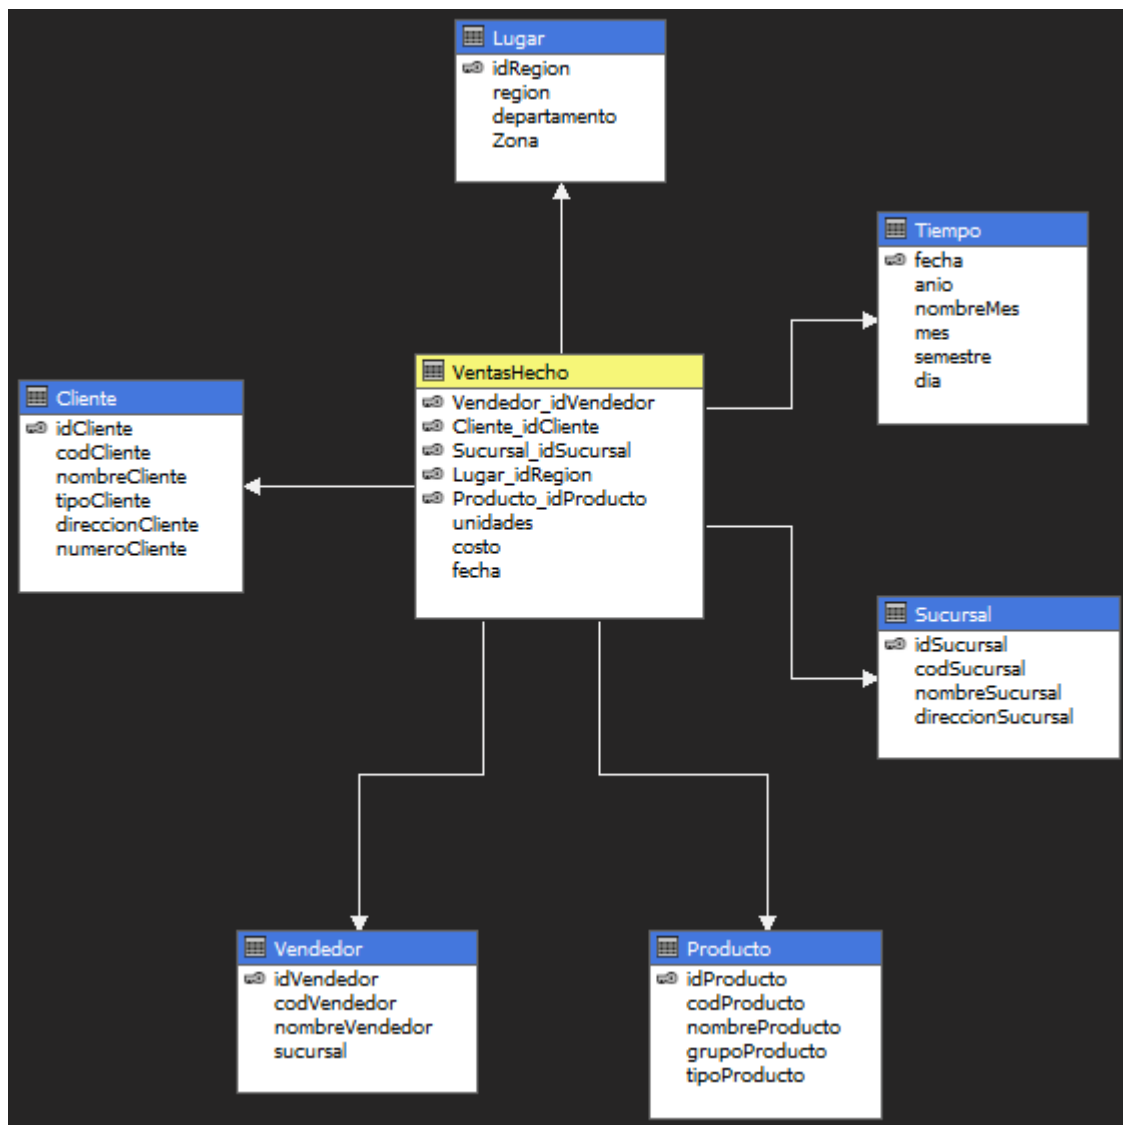 Lugar
idRegion
region
departamento
Zona
Tiempo
fecha
anio
nombreMes
mes
semestre
dia
VentasHecho
Vendedor_idVendedor
Cliente_idCliente
Sucursal_idSucursal
Lugar_idRegion
Producto_idProducto
unidades
costo
fecha
Cliente
idCliente
codCliente
nombreCliente
tipoCliente
direccionCliente
numeroCliente
Sucursal
idSucursal
codSucursal
nombreSucursal
direccionSucursal
Vendedor
idVendedor
codVendedor
nombreVendedor
sucursal
Producto
idProducto
codProducto
nombreProducto
grupoProducto
tipoProducto